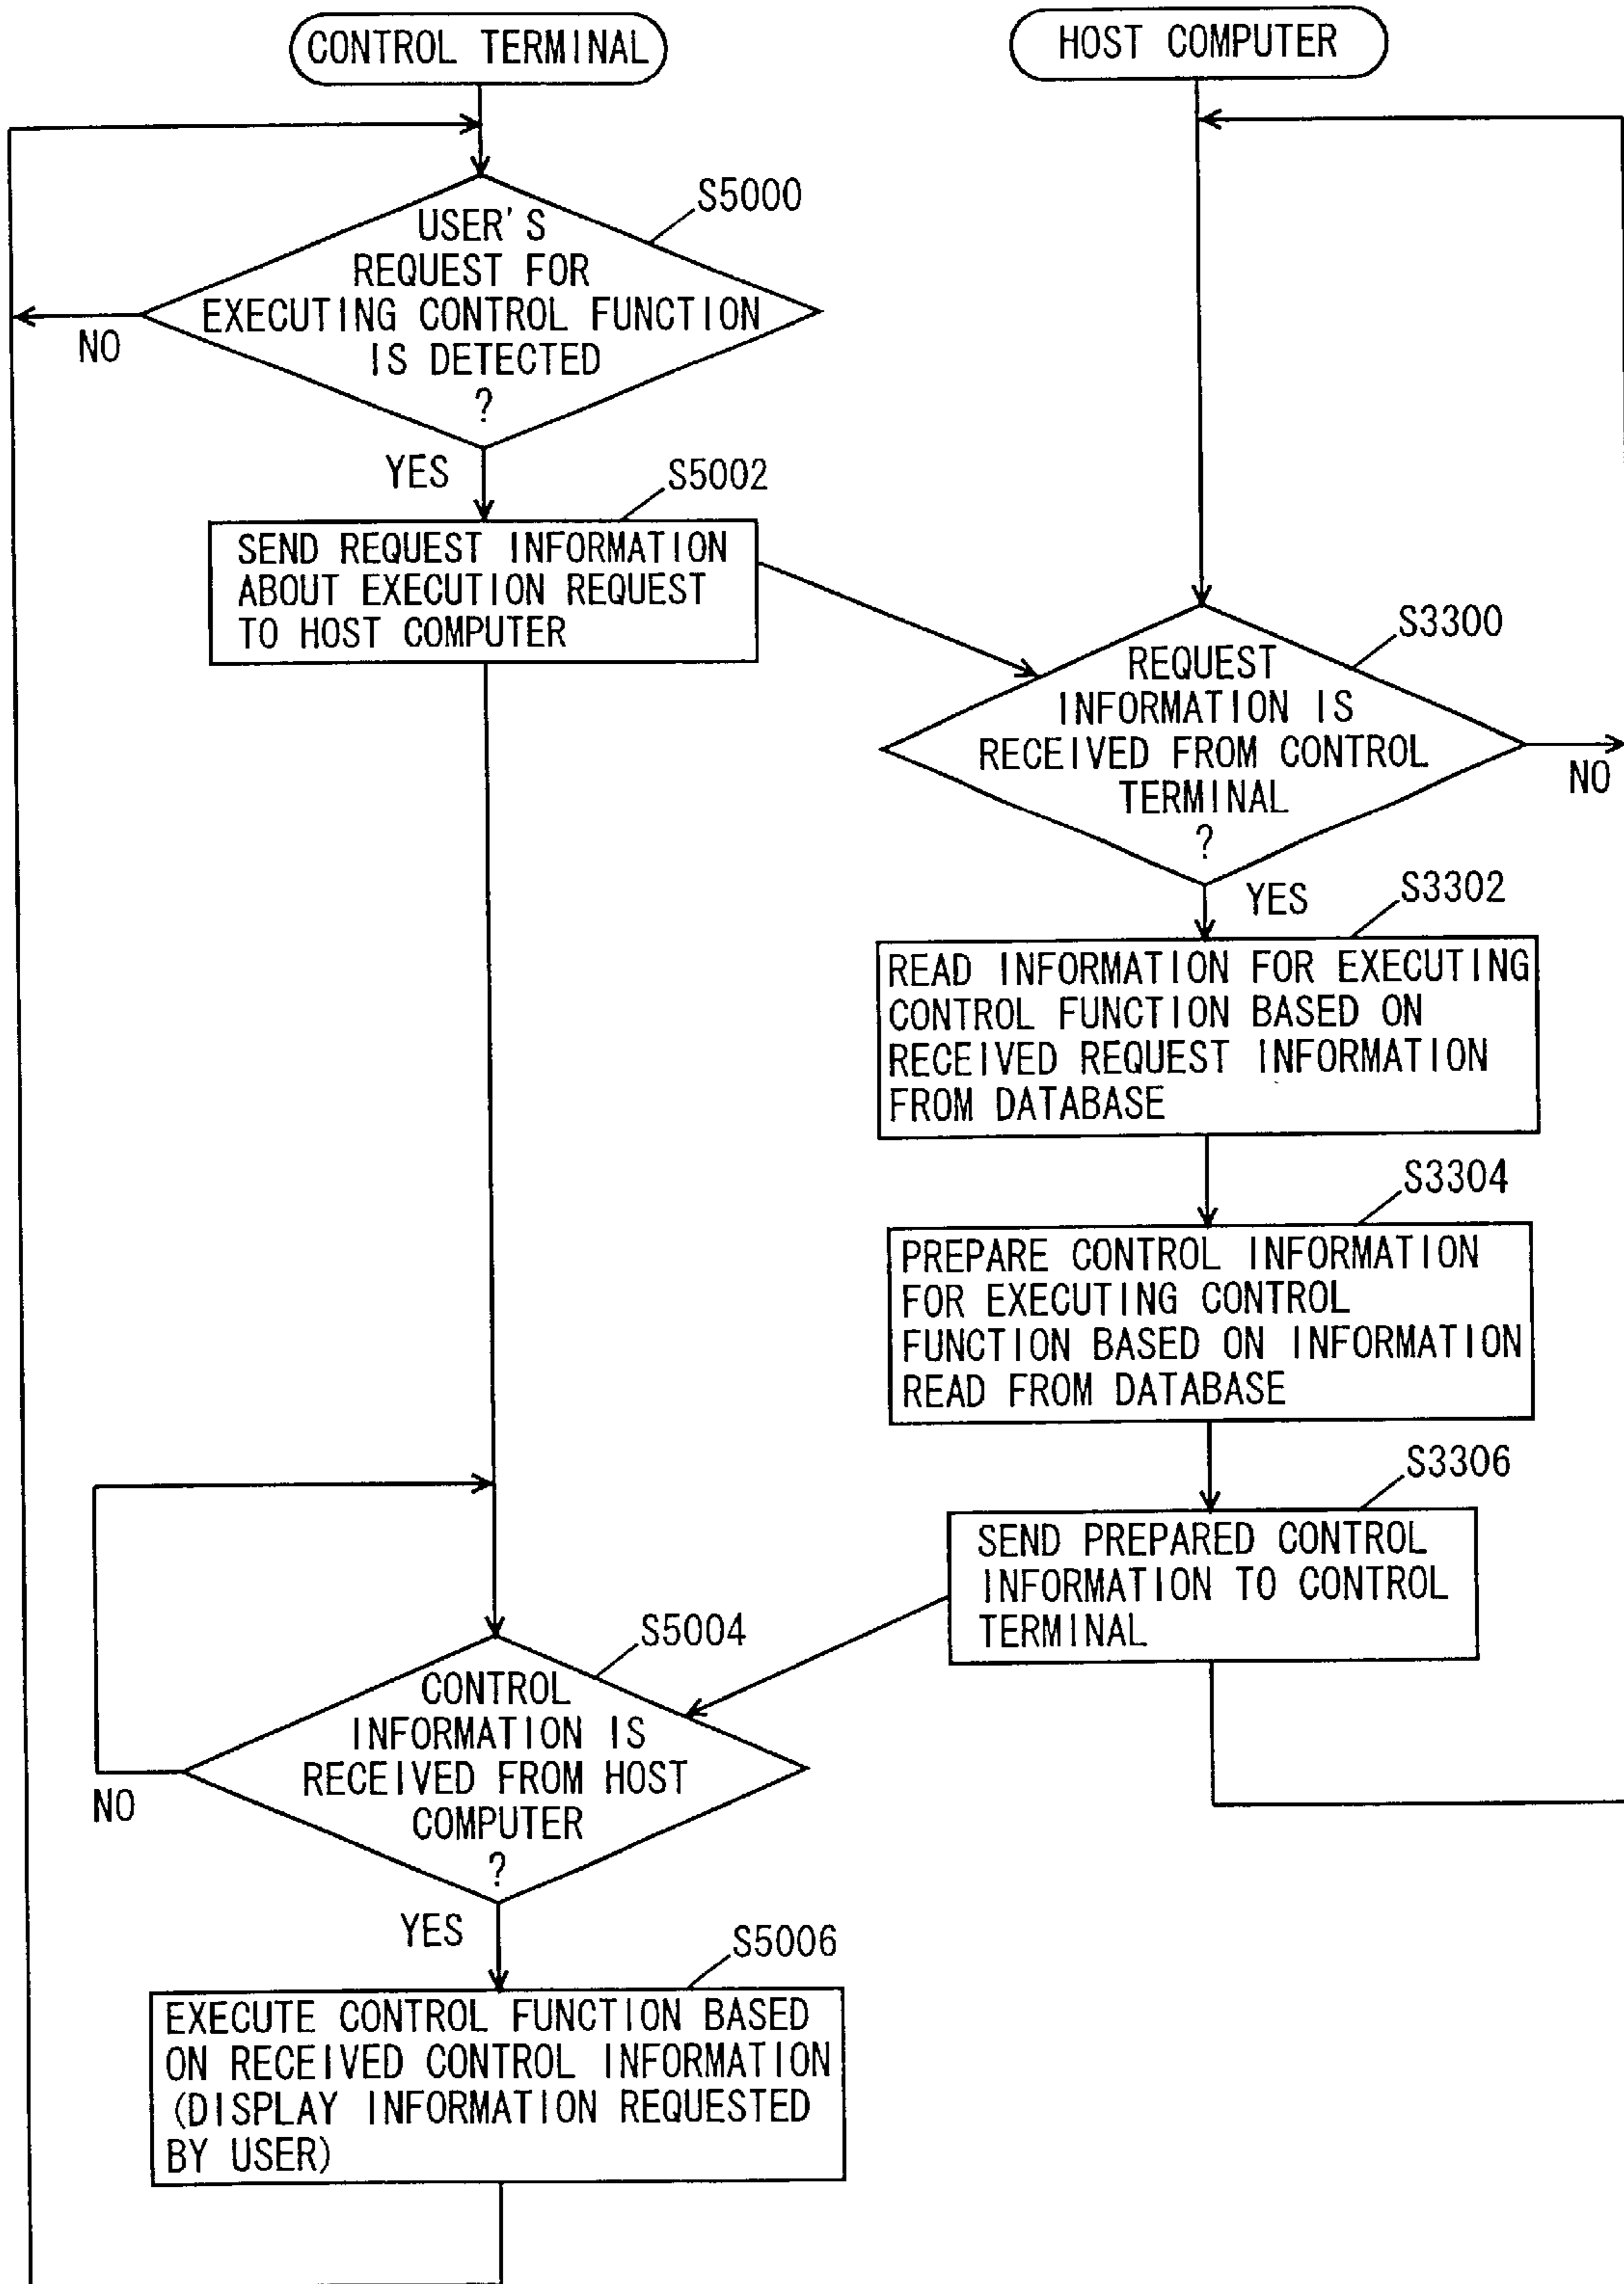 CONTROL TERMINAL
HOST COMPUTER
S5000
USER'S
REQUEST FOR
EXECUTING CONTROL FUNCTION
IS DETECTED
?
NO
YES
S5002
SEND REQUEST INFORMATION
ABOUT EXECUTION REQUEST
TO HOST COMPUTER
S3300
REQUEST
INFORMATION IS
RECEIVED FROM CONTROL
TERMINAL
?
NO
YES
S3302
READ INFORMATION FOR EXECUTING
CONTROL FUNCTION BASED ON
RECEIVED REQUEST INFORMATION
FROM DATABASE
S3304
PREPARE CONTROL INFORMATION
FOR EXECUTING CONTROL
FUNCTION BASED ON INFORMATION
READ FROM DATABASE
S3306
SEND PREPARED CONTROL
INFORMATION TO CONTROL
TERMINAL
S5004
CONTROL
INFORMATION IS
RECEIVED FROM HOST
COMPUTER
?
NO
YES
S5006
EXECUTE CONTROL FUNCTION BASED
ON RECEIVED CONTROL INFORMATION
(DISPLAY INFORMATION REQUESTED
BY USER)